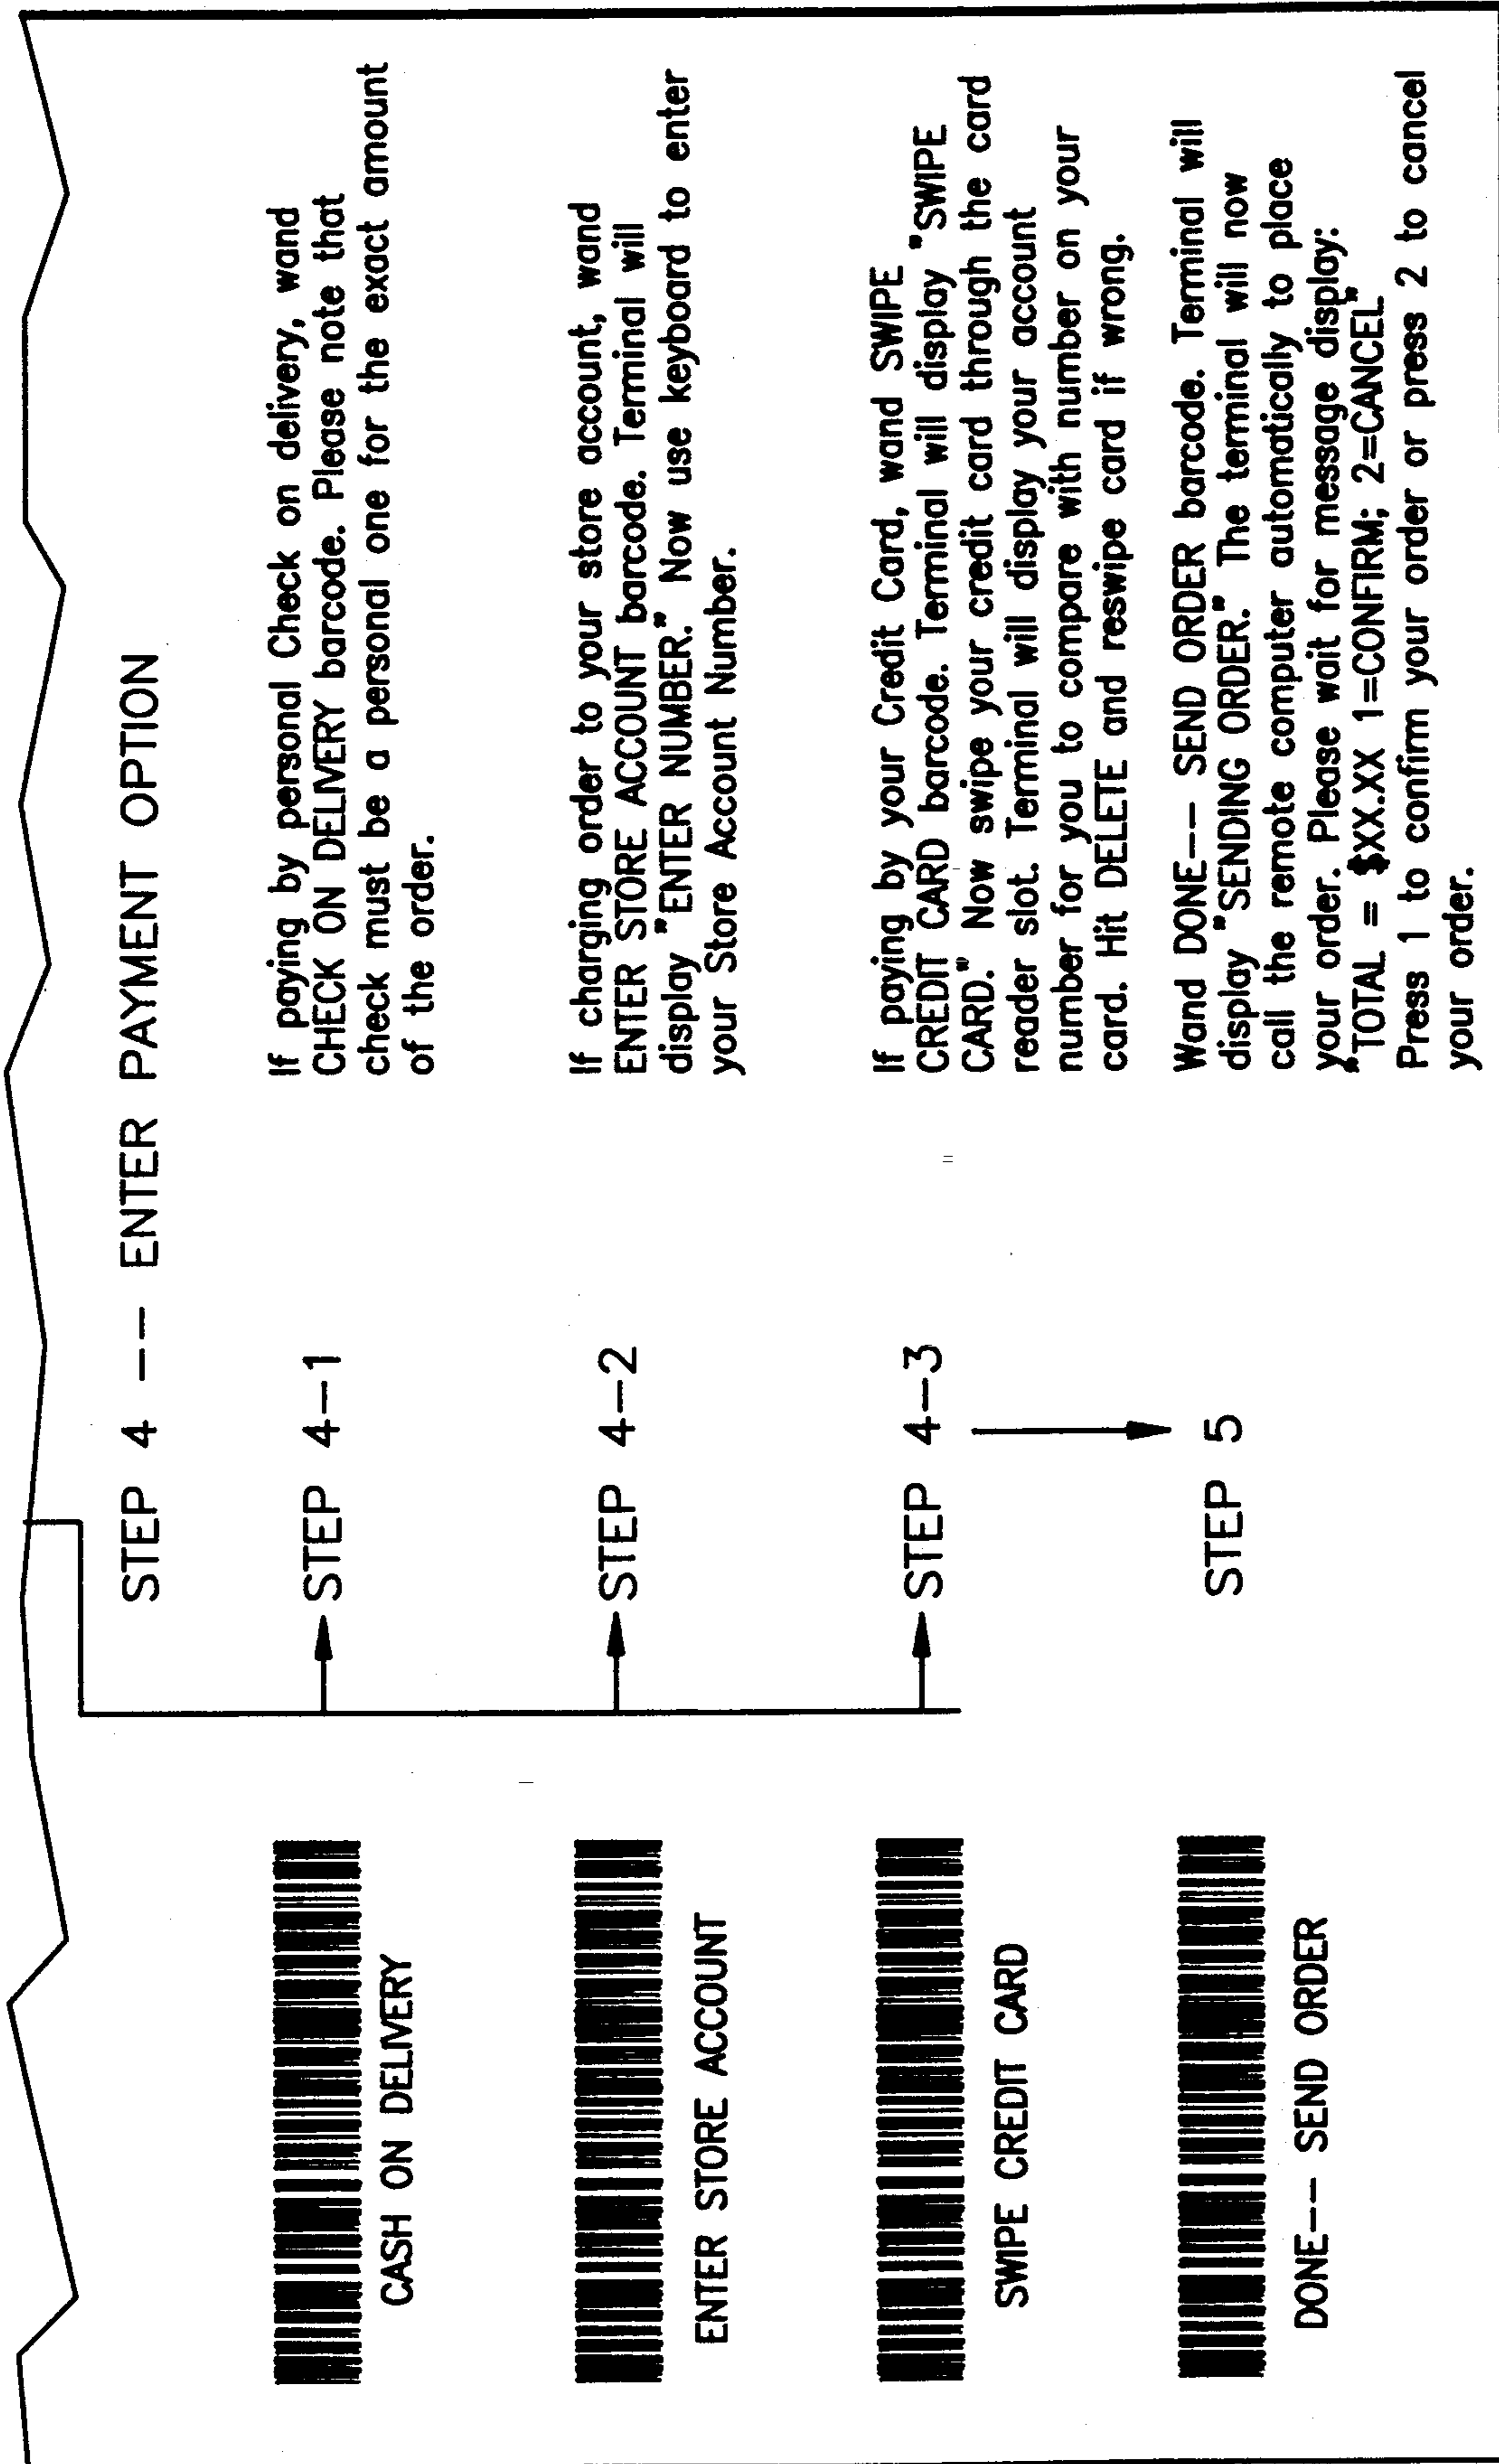 STEP 4 -- ENTER PAYMENT OPTION
CASH ON DELIVERY
STEP 4-1
If paying by personal Check on delivery, wand
CHECK ON DELIVERY barcode. Please note that
check must be a personal one for the exact amount
of the order.
ENTER STORE ACCOUNT
STEP 4-2
If charging order to your store account, wand
ENTER STORE ACCOUNT barcode. Terminal will
display "ENTER NUMBER." Now use keyboard to enter
your Store Account Number.
SWIPE CREDIT CARD
STEP 4-3
If paying by your Credit Card, wand SWIPE
CREDIT CARD barcode. Terminal will display "SWIPE
CARD." Now swipe your credit card through the card
reader slot. Terminal will display your account
number for you to compare with number on your
card. Hit DELETE and reswipe card if wrong.
DONE-- SEND ORDER
STEP 5
Wand DONE-- SEND ORDER barcode. Terminal will
display "SENDING ORDER." The terminal will now
call the remote computer automatically to place
your order. Please wait for message display:
"TOTAL = $XX.XX 1=CONFIRM; 2=CANCEL"
Press 1 to confirm your order or press 2 to cancel
your order.